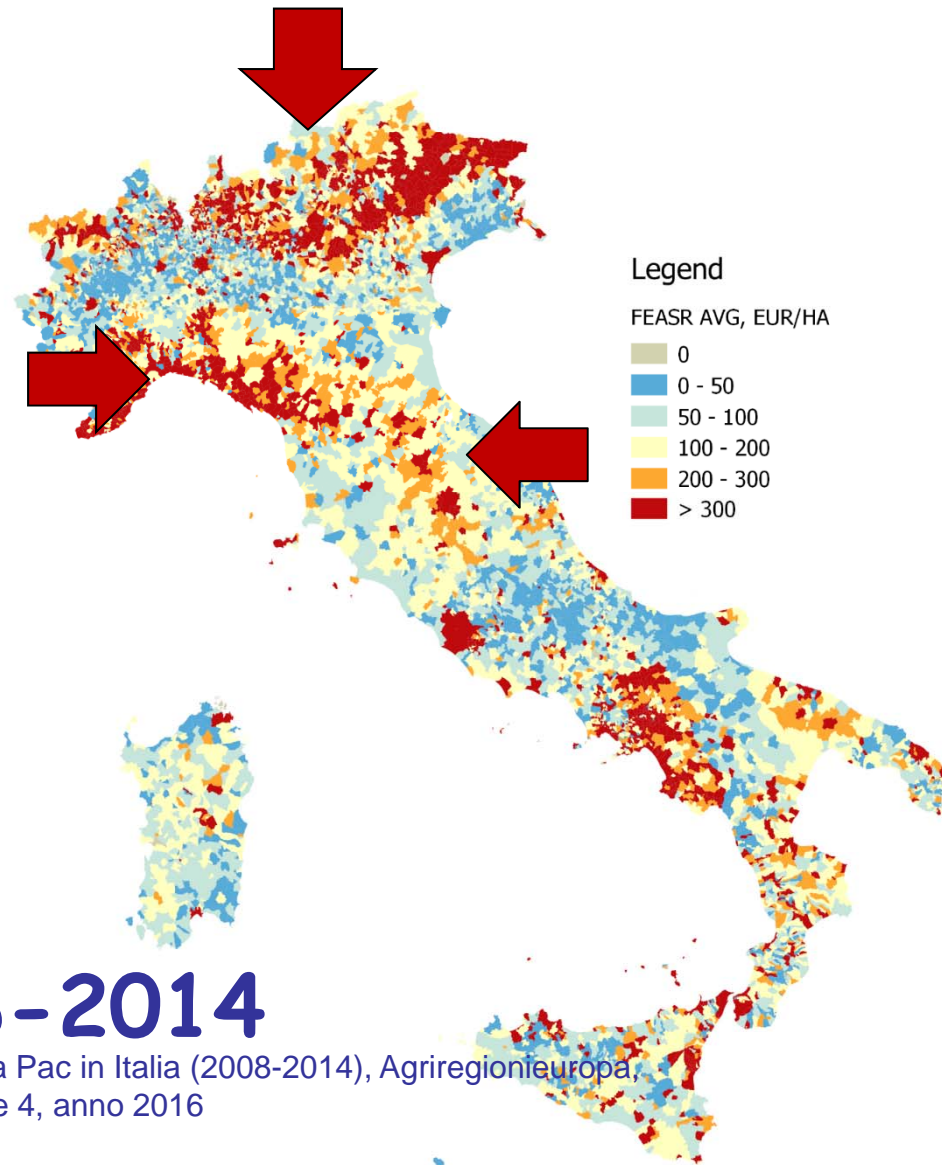 Legend
FEASR AVG, EUR/HA
0
0 - 50
50 - 100
100 - 200
200 - 300
> 300
-2014
Pac in Italia (2008-2014), Agriregionieuropa,
4, anno 2016